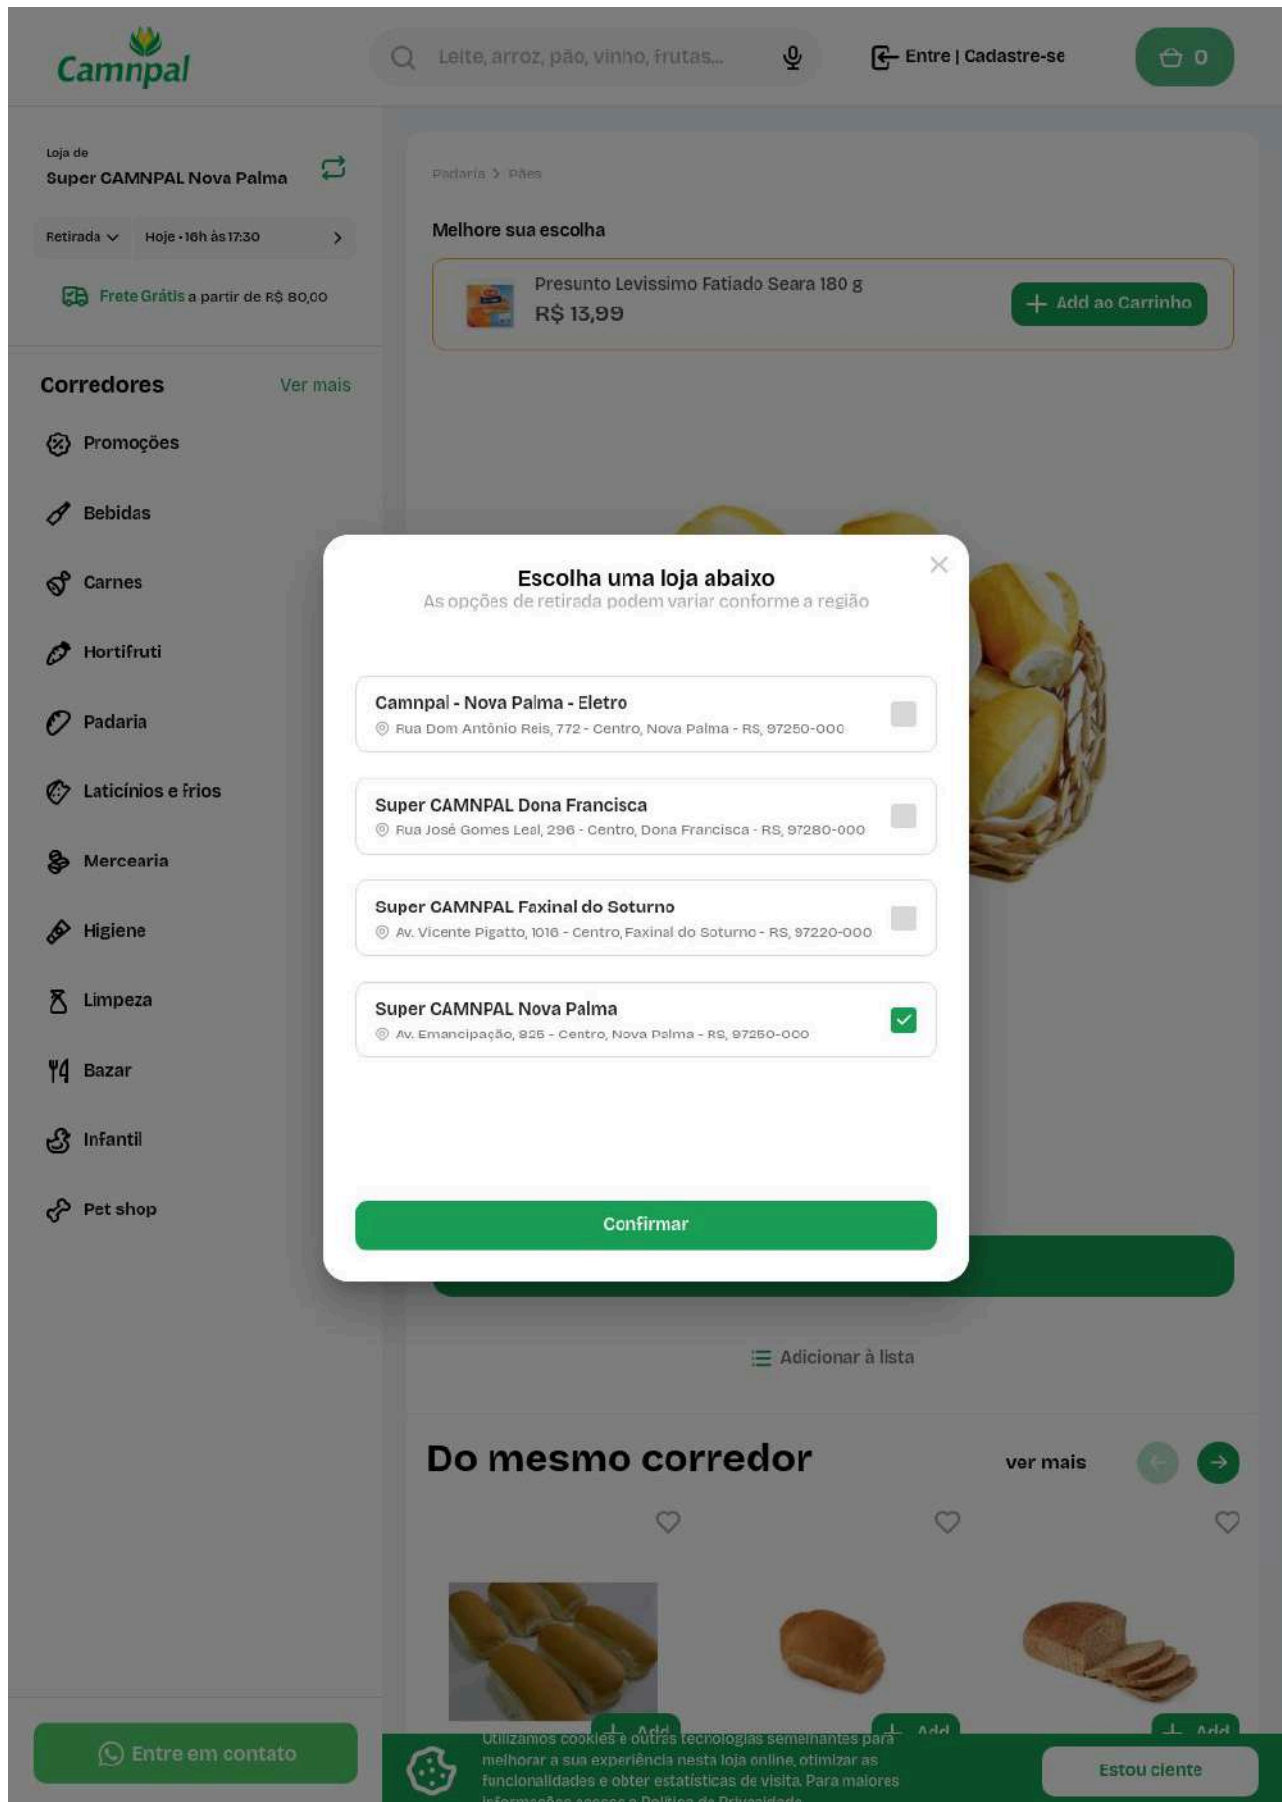 Camnpal
Leite, arroz, pão, vinho, frutas...
Entre | Cadastre-se
0
Loja de
Super CAMNPAL Nova Palma
Retirada
Hoje • 16h às 17:30
Frete Grátis a partir de R$ 80,00
Corredores
Ver mais
Promoções
Bebidas
Carnes
Hortifruti
Padaria
Laticínios e frios
Mercearia
Higiene
Limpeza
Bazar
Infantil
Pet shop
Entre em contato
Padaria > Pães
Melhore sua escolha
Presunto Levissimo Fatiado Seara 180 g
R$ 13,99
+ Add ao Carrinho
Escolha uma loja abaixo
As opções de retirada podem variar conforme a região
Camnpal - Nova Palma - Eletro
Rua Dom Antônio Reis, 772 - Centro, Nova Palma - RS, 97250-000
Super CAMNPAL Dona Francisca
Rua José Gomes Leal, 296 - Centro, Dona Francisca - RS, 97280-000
Super CAMNPAL Faxinal do Soturno
Av. Vicente Pigatto, 1016 - Centro, Faxinal do Soturno - RS, 97220-000
Super CAMNPAL Nova Palma
Av. Emancipação, 825 - Centro, Nova Palma - RS, 97250-000
Confirmar
Adicionar à lista
Do mesmo corredor
ver mais
+ Add
+ Add
+ Add
Utilizamos cookies e outras tecnologias semelhantes para
melhorar a sua experiência nesta loja online, otimizar as
funcionalidades e obter estatísticas de visita. Para maiores
informações acesse a Política de Privacidade
Estou ciente